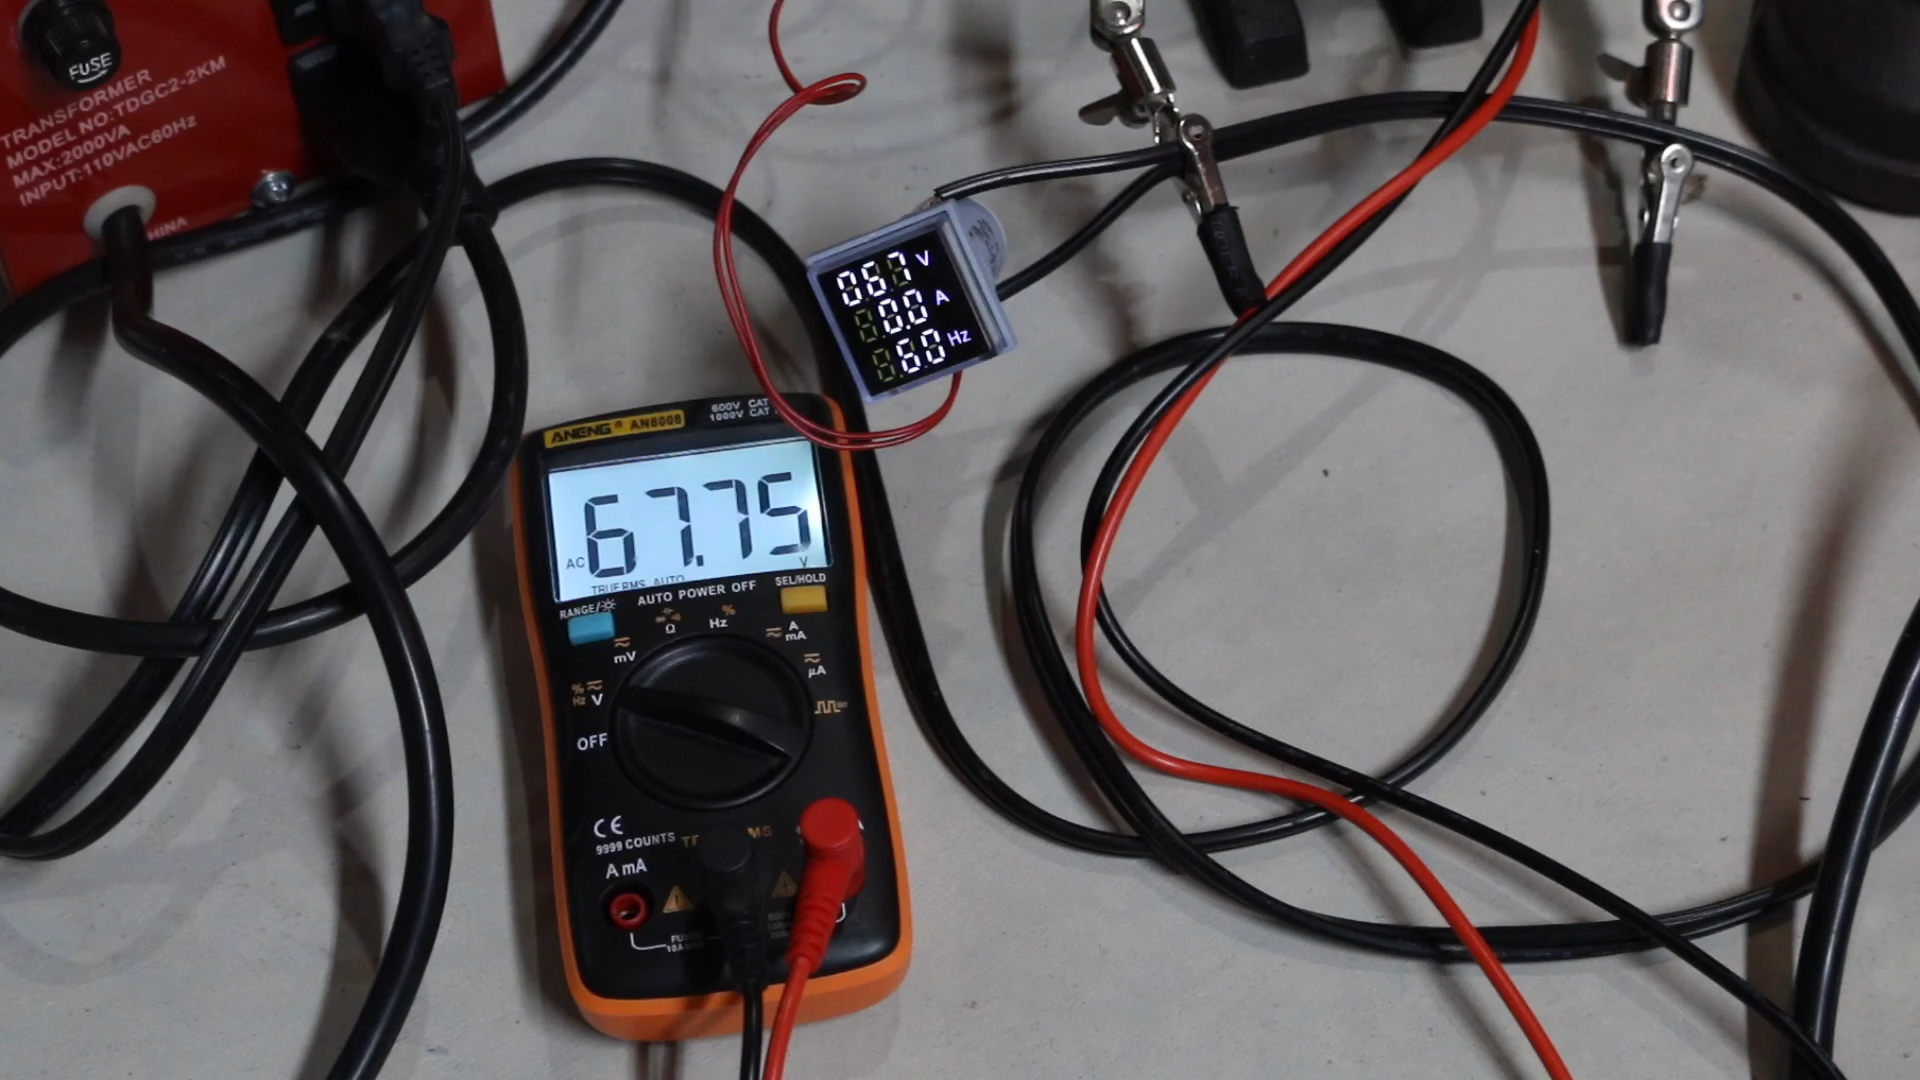 FUSE
TRANSFORMER
MODEL NO:TDGC2-2KM
MAX:2000VA
INPUT:110VAC60Hz
067 V
0.0 A
60 Hz
ANENG® AN8008
600V CAT
1000V CAT
67.75
AC
V
TRUE RMS AUTO
RANGE/
AUTO POWER OFF
SEL/HOLD
Ω
Hz
%
A
mA
mV
µA
%
Hz
V
OFF
CE
9999 COUNTS
A mA